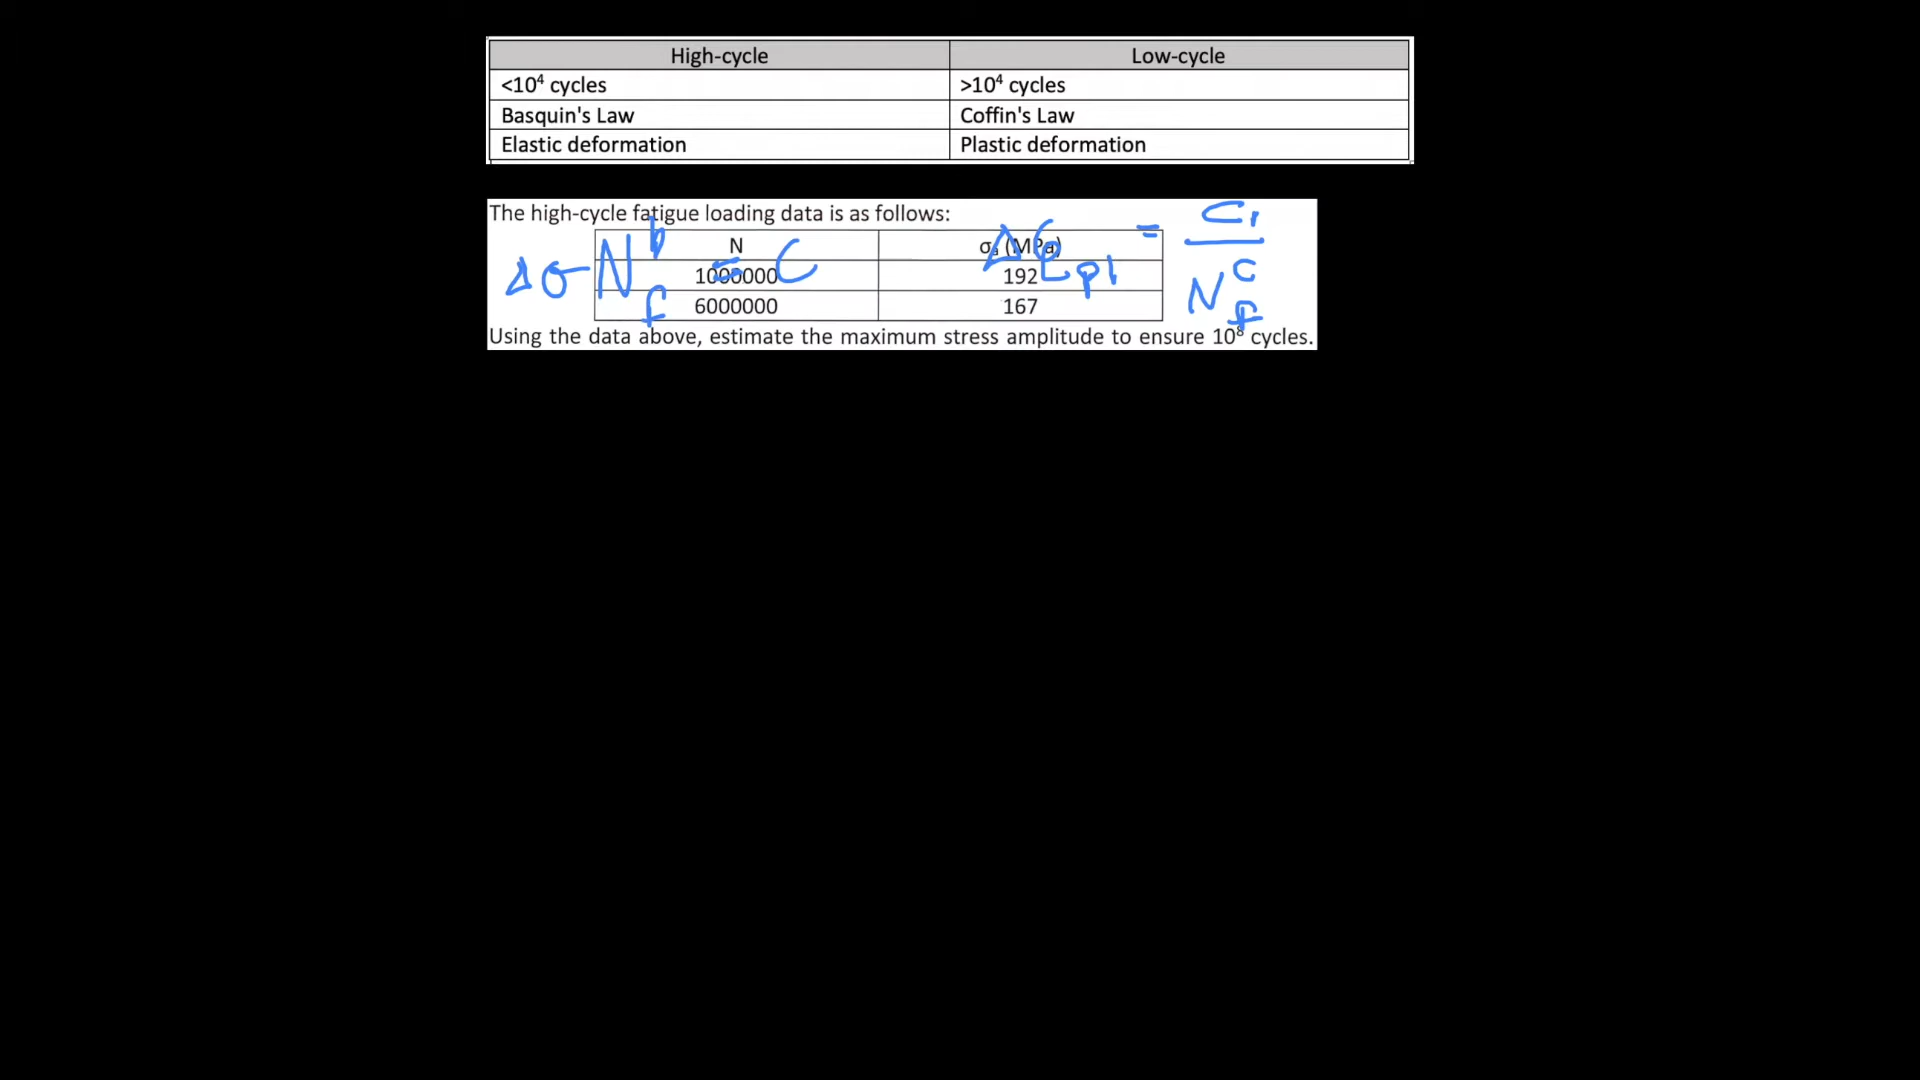 High-cycle Low-cycle
<10⁴ cycles >10⁴ cycles
Basquin's Law Coffin's Law
Elastic deformation Plastic deformation
The high-cycle fatigue loading data is as follows:
N σₐ (MPa)
1000000 192
6000000 167
Using the data above, estimate the maximum stress amplitude to ensure 10⁸ cycles.
Δσ N_f^b = C
Δε_pl = C₁ / N_f^c